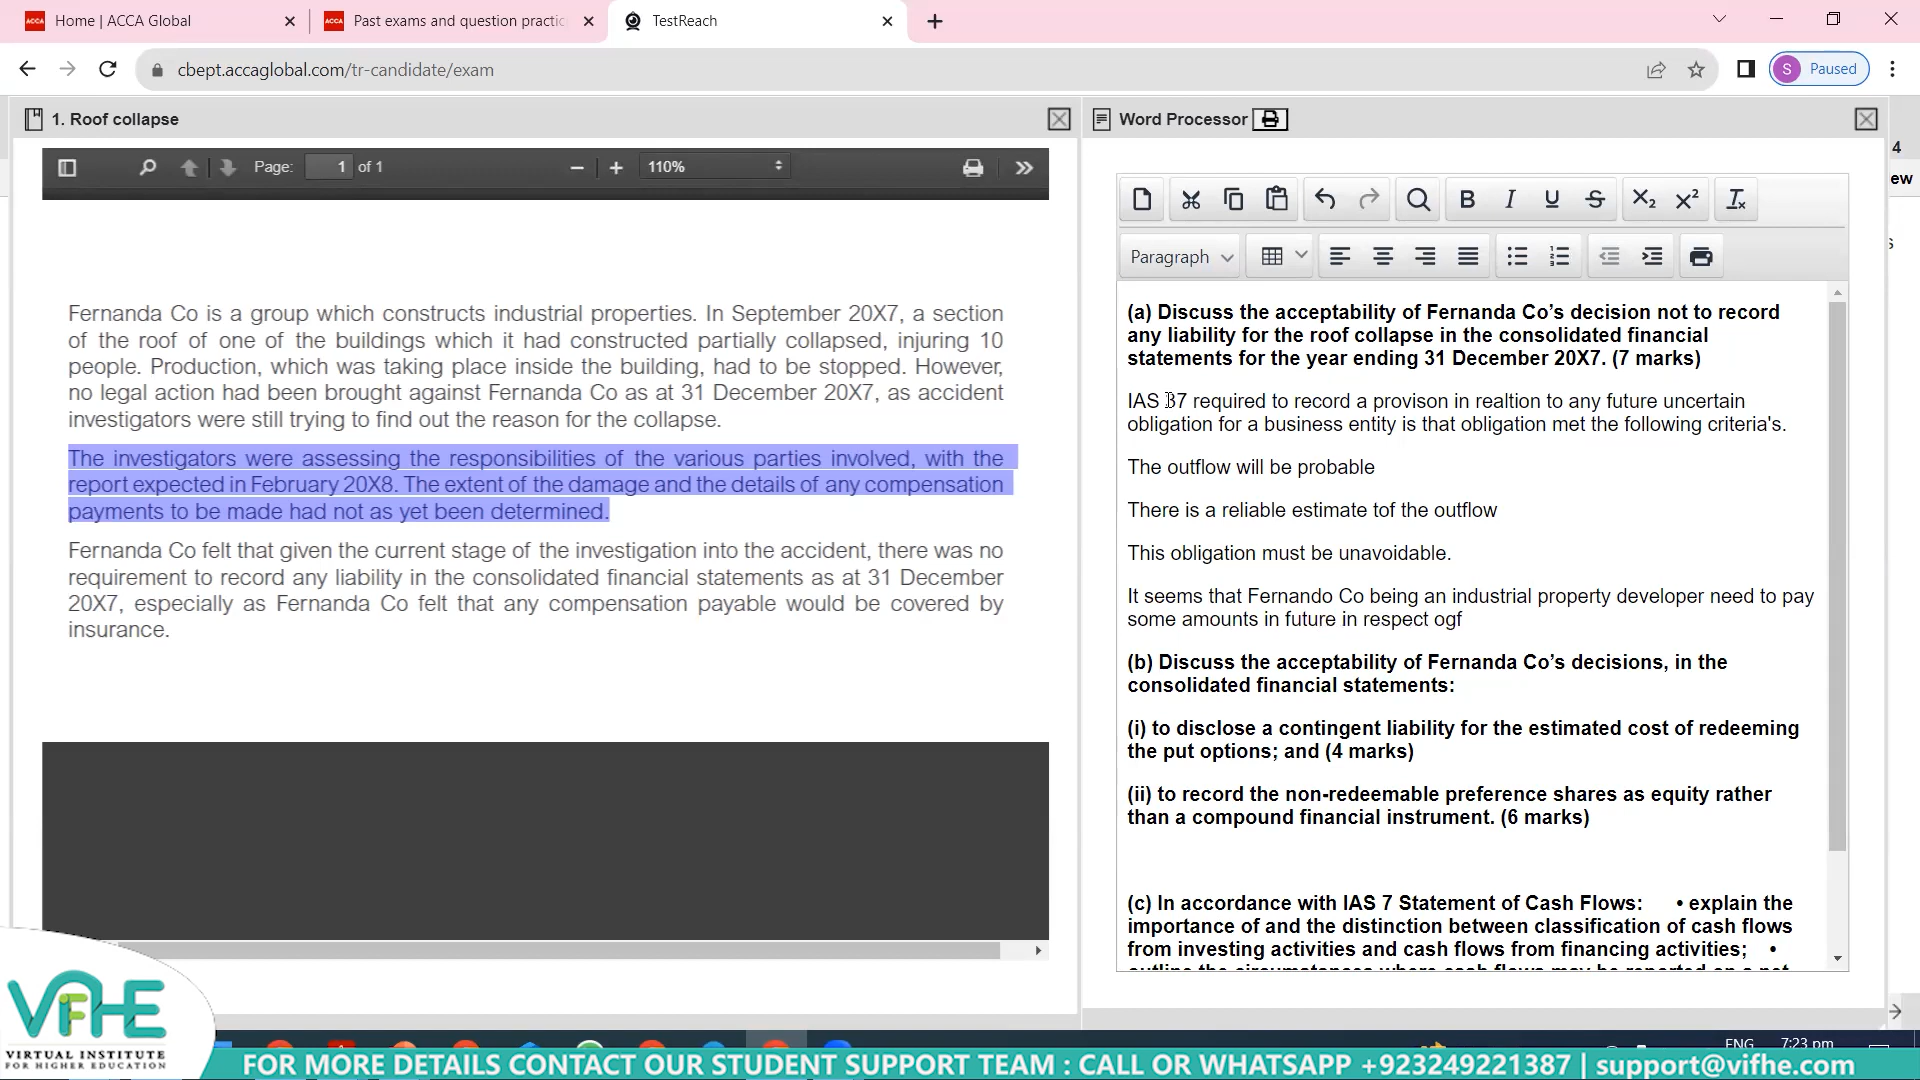 Home | ACCA Global
Past exams and question practic
TestReach
cbept.accaglobal.com/tr-candidate/exam
S Paused
1. Roof collapse
Word Processor
4
ew
Page: 1 of 1
110%
Paragraph
s
Fernanda Co is a group which constructs industrial properties. In September 20X7, a section
of the roof of one of the buildings which it had constructed partially collapsed, injuring 10
people. Production, which was taking place inside the building, had to be stopped. However,
no legal action had been brought against Fernanda Co as at 31 December 20X7, as accident
investigators were still trying to find out the reason for the collapse.
The investigators were assessing the responsibilities of the various parties involved, with the
report expected in February 20X8. The extent of the damage and the details of any compensation
payments to be made had not as yet been determined.
Fernanda Co felt that given the current stage of the investigation into the accident, there was no
requirement to record any liability in the consolidated financial statements as at 31 December
20X7, especially as Fernanda Co felt that any compensation payable would be covered by
insurance.
(a) Discuss the acceptability of Fernanda Co’s decision not to record
any liability for the roof collapse in the consolidated financial
statements for the year ending 31 December 20X7. (7 marks)
IAS 37 required to record a provison in realtion to any future uncertain
obligation for a business entity is that obligation met the following criteria's.
The outflow will be probable
There is a reliable estimate tof the outflow
This obligation must be unavoidable.
It seems that Fernando Co being an industrial property developer need to pay
some amounts in future in respect ogf
(b) Discuss the acceptability of Fernanda Co’s decisions, in the
consolidated financial statements:
(i) to disclose a contingent liability for the estimated cost of redeeming
the put options; and (4 marks)
(ii) to record the non-redeemable preference shares as equity rather
than a compound financial instrument. (6 marks)
(c) In accordance with IAS 7 Statement of Cash Flows: • explain the
importance of and the distinction between classification of cash flows
from investing activities and cash flows from financing activities; •
outline the circumstances where cash flows may be reported on a net
VFHE
VIRTUAL INSTITUTE
FOR HIGHER EDUCATION
ENG
7:23 pm
FOR MORE DETAILS CONTACT OUR STUDENT SUPPORT TEAM : CALL OR WHATSAPP +923249221387 | support@vifhe.com